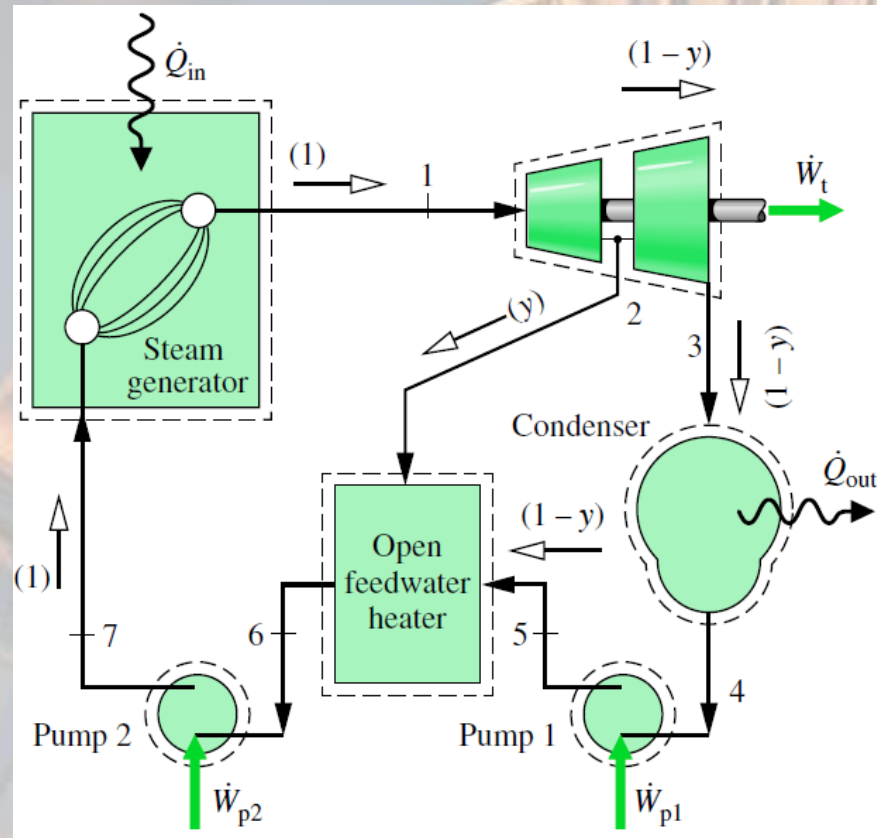 Q̇in
(1 – y)
(1)
1
Ẇt
(y)
2
3
(1 – y)
Steam
generator
Condenser
Q̇out
(1 – y)
Open
feedwater
heater
(1)
7
6
5
4
Pump 2
Pump 1
Ẇp2
Ẇp1